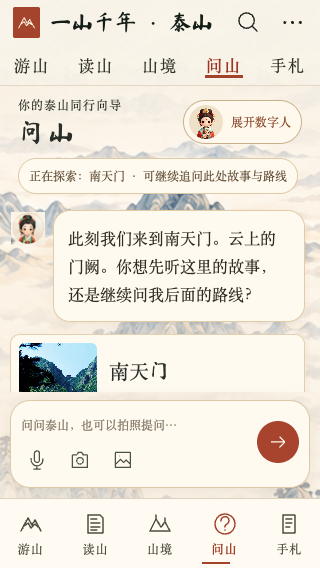 一山千年 · 泰山
游山 读山 山境 问山 手札
你的泰山同行向导
问山
展开数字人
正在探索：南天门 · 可继续追问此处故事与路线
此刻我们来到南天门。云上的
门阙。你想先听这里的故事，
还是继续问我后面的路线？
南天门
问问泰山，也可以拍照提问…
游山 读山 山境 问山 手札